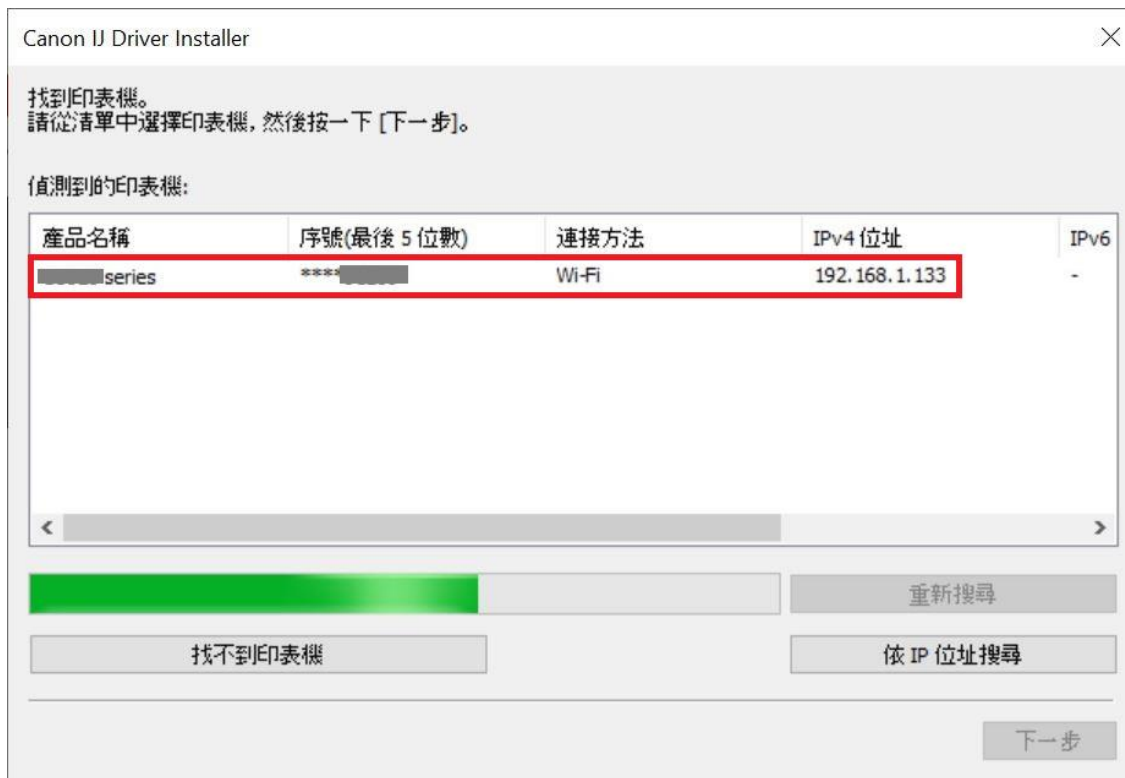 Canon IJ Driver Installer
找到印表機。
請從清單中選擇印表機, 然後按一下 [下一步]。
偵測到的印表機:
產品名稱 序號(最後 5 位數) 連接方法 IPv4 位址 IPv6
series **** Wi-Fi 192.168.1.133 -
重新搜尋
找不到印表機 依 IP 位址搜尋
下一步